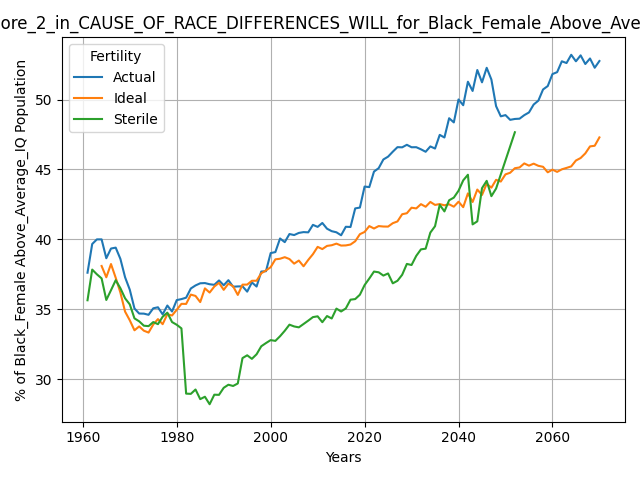 ore_2_in_CAUSE_OF_RACE_DIFFERENCES_WILL_for_Black_Female_Above_Ave
Fertility
Actual
Ideal
Sterile
% of Black_Female Above_Average_IQ Population
50
45
40
35
30
1960 1980 2000 2020 2040 2060
Years